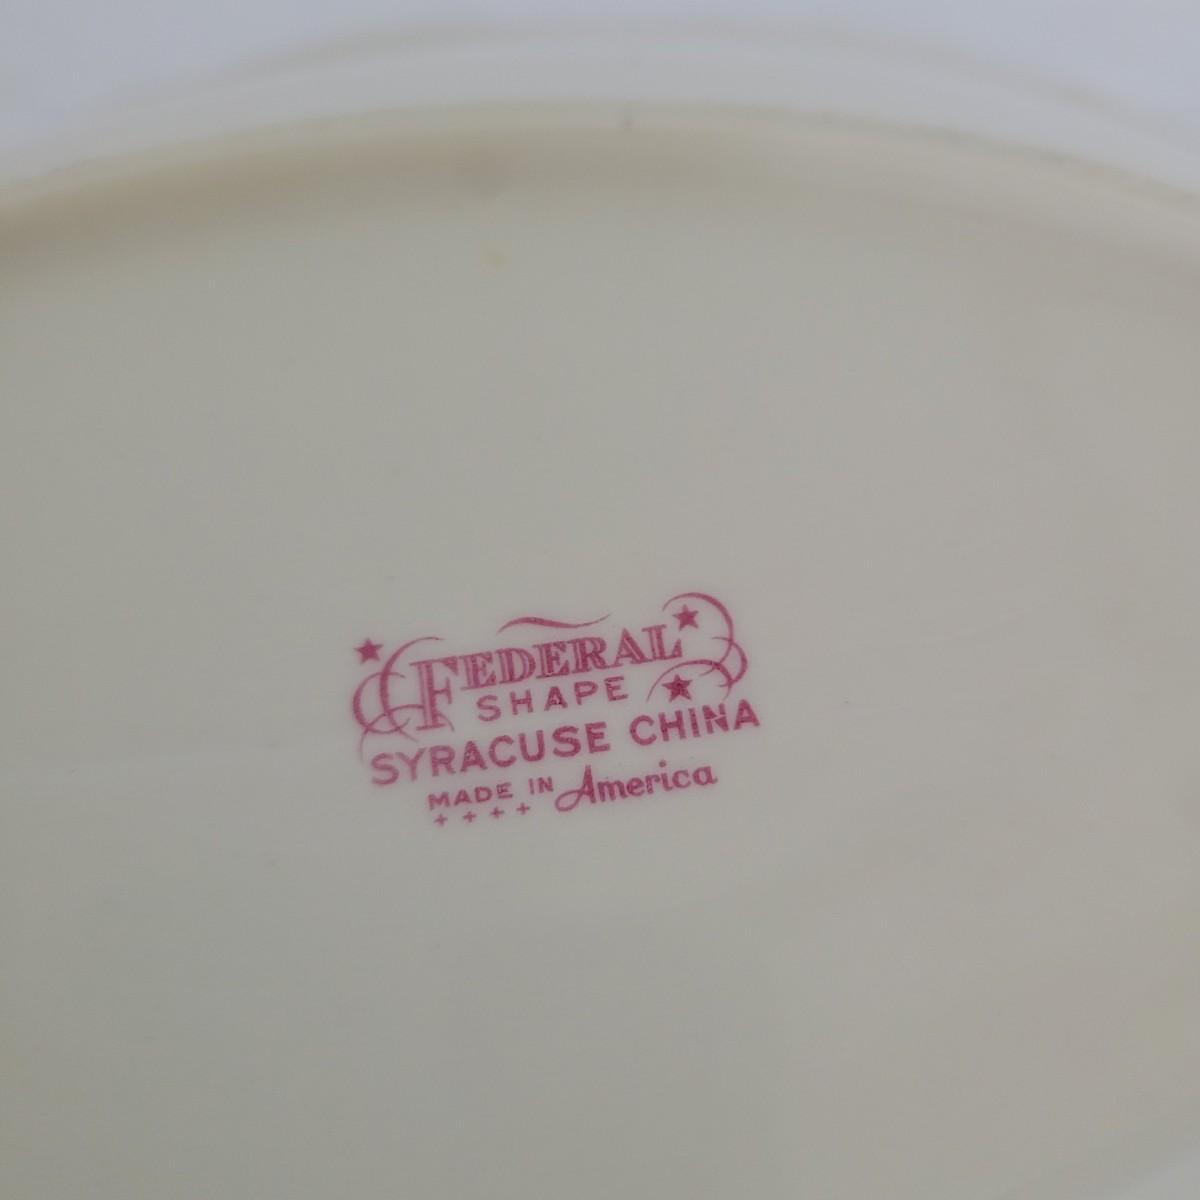 FEDERAL
SHAPE
SYRACUSE CHINA
MADE IN America
++++